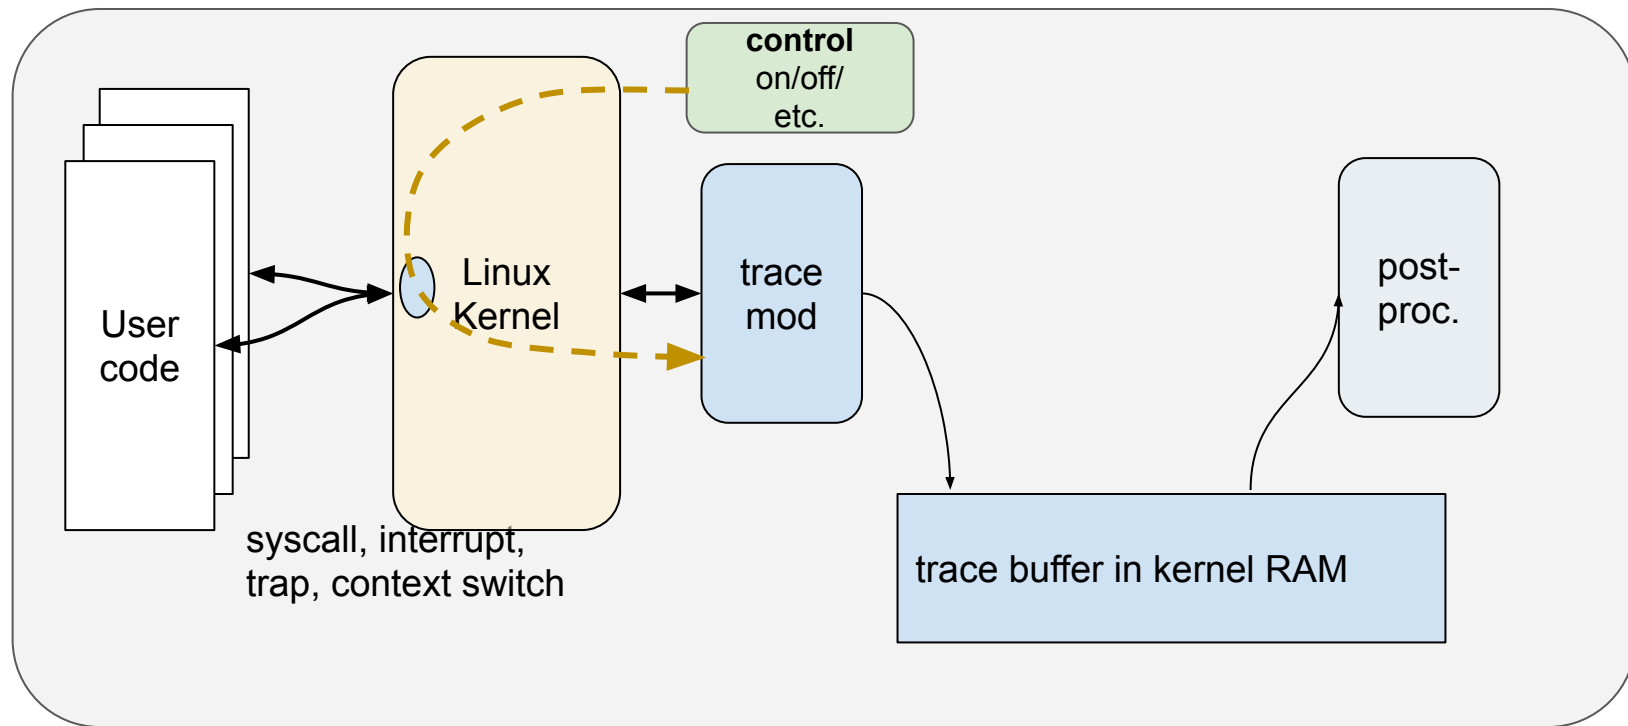 control
on/off/
etc.
User
code
Linux
Kernel
trace
mod
post-
proc.
syscall, interrupt,
trap, context switch
trace buffer in kernel RAM